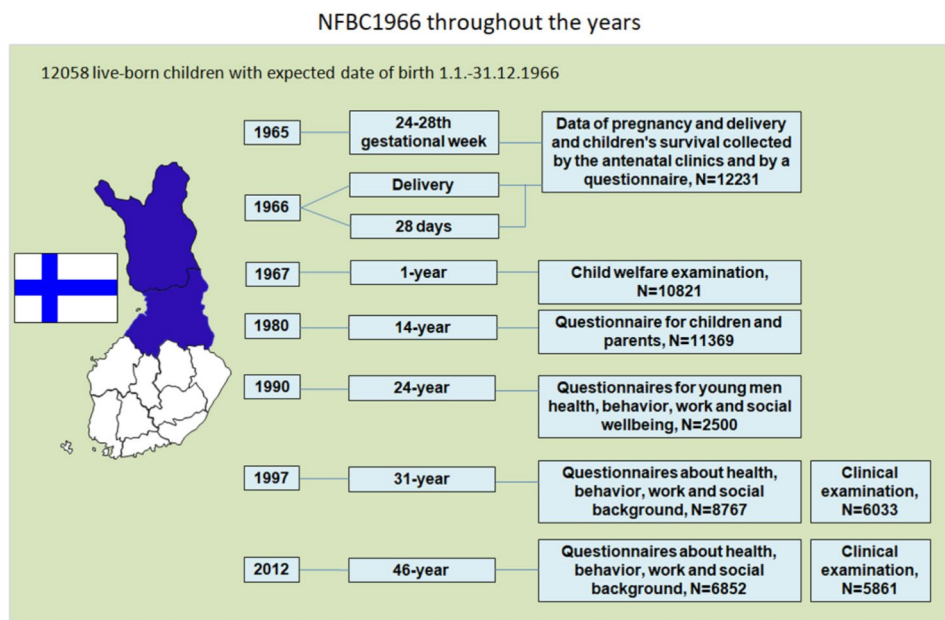 NFBC1966 throughout the years
12058 live-born children with expected date of birth 1.1.-31.12.1966
1965
24-28th
gestational week
Data of pregnancy and delivery
and children's survival collected
by the antenatal clinics and by a
questionnaire, N=12231
1966
Delivery
28 days
1967
1-year
Child welfare examination,
N=10821
1980
14-year
Questionnaire for children and
parents, N=11369
1990
24-year
Questionnaires for young men
health, behavior, work and social
wellbeing, N=2500
1997
31-year
Questionnaires about health,
behavior, work and social
background, N=8767
Clinical
examination,
N=6033
2012
46-year
Questionnaires about health,
behavior, work and social
background, N=6852
Clinical
examination,
N=5861